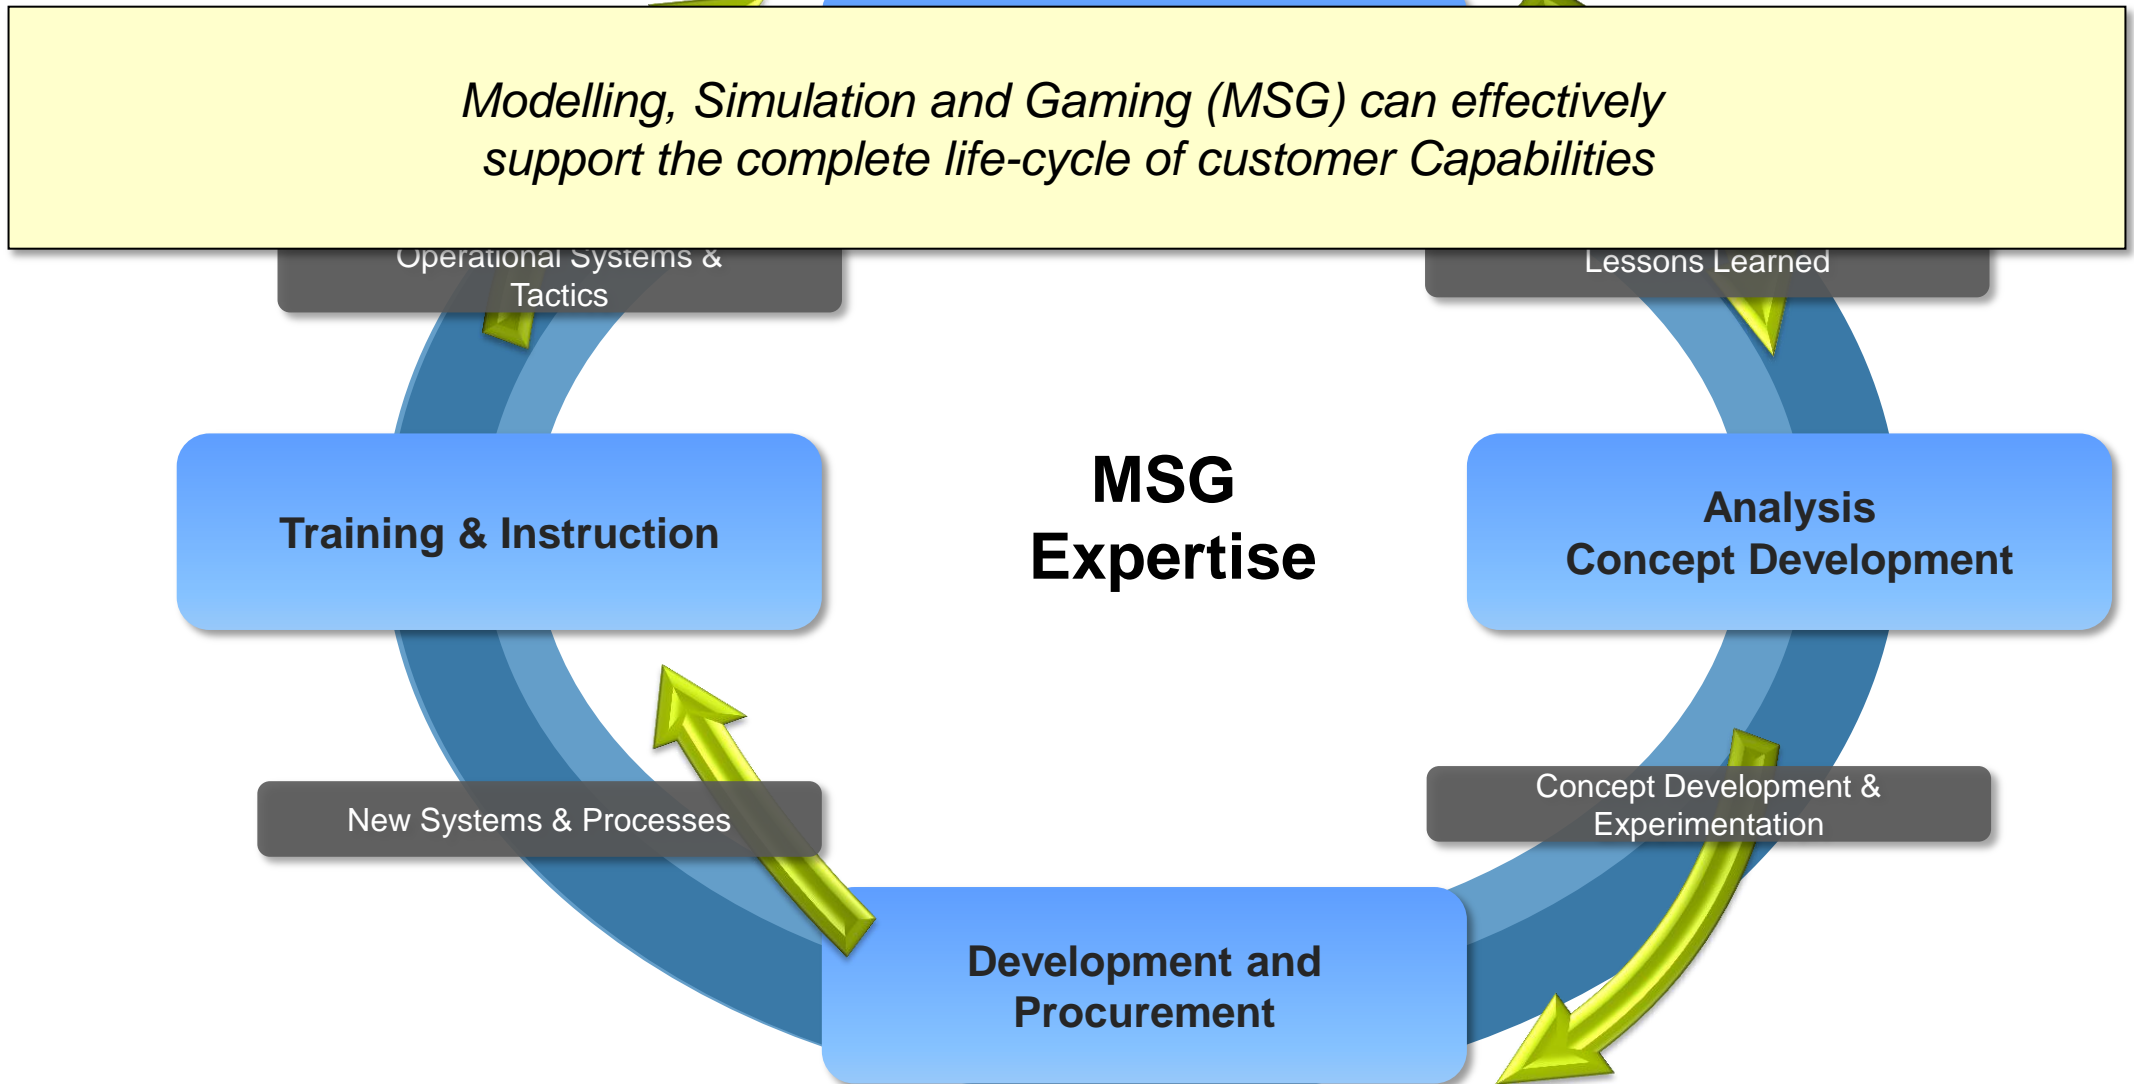 Modelling, Simulation and Gaming (MSG) can effectively
support the complete life-cycle of customer Capabilities
Operational Systems &
Tactics
Lessons Learned
Training & Instruction
MSG
Expertise
Analysis
Concept Development
New Systems & Processes
Concept Development &
Experimentation
Development and
Procurement